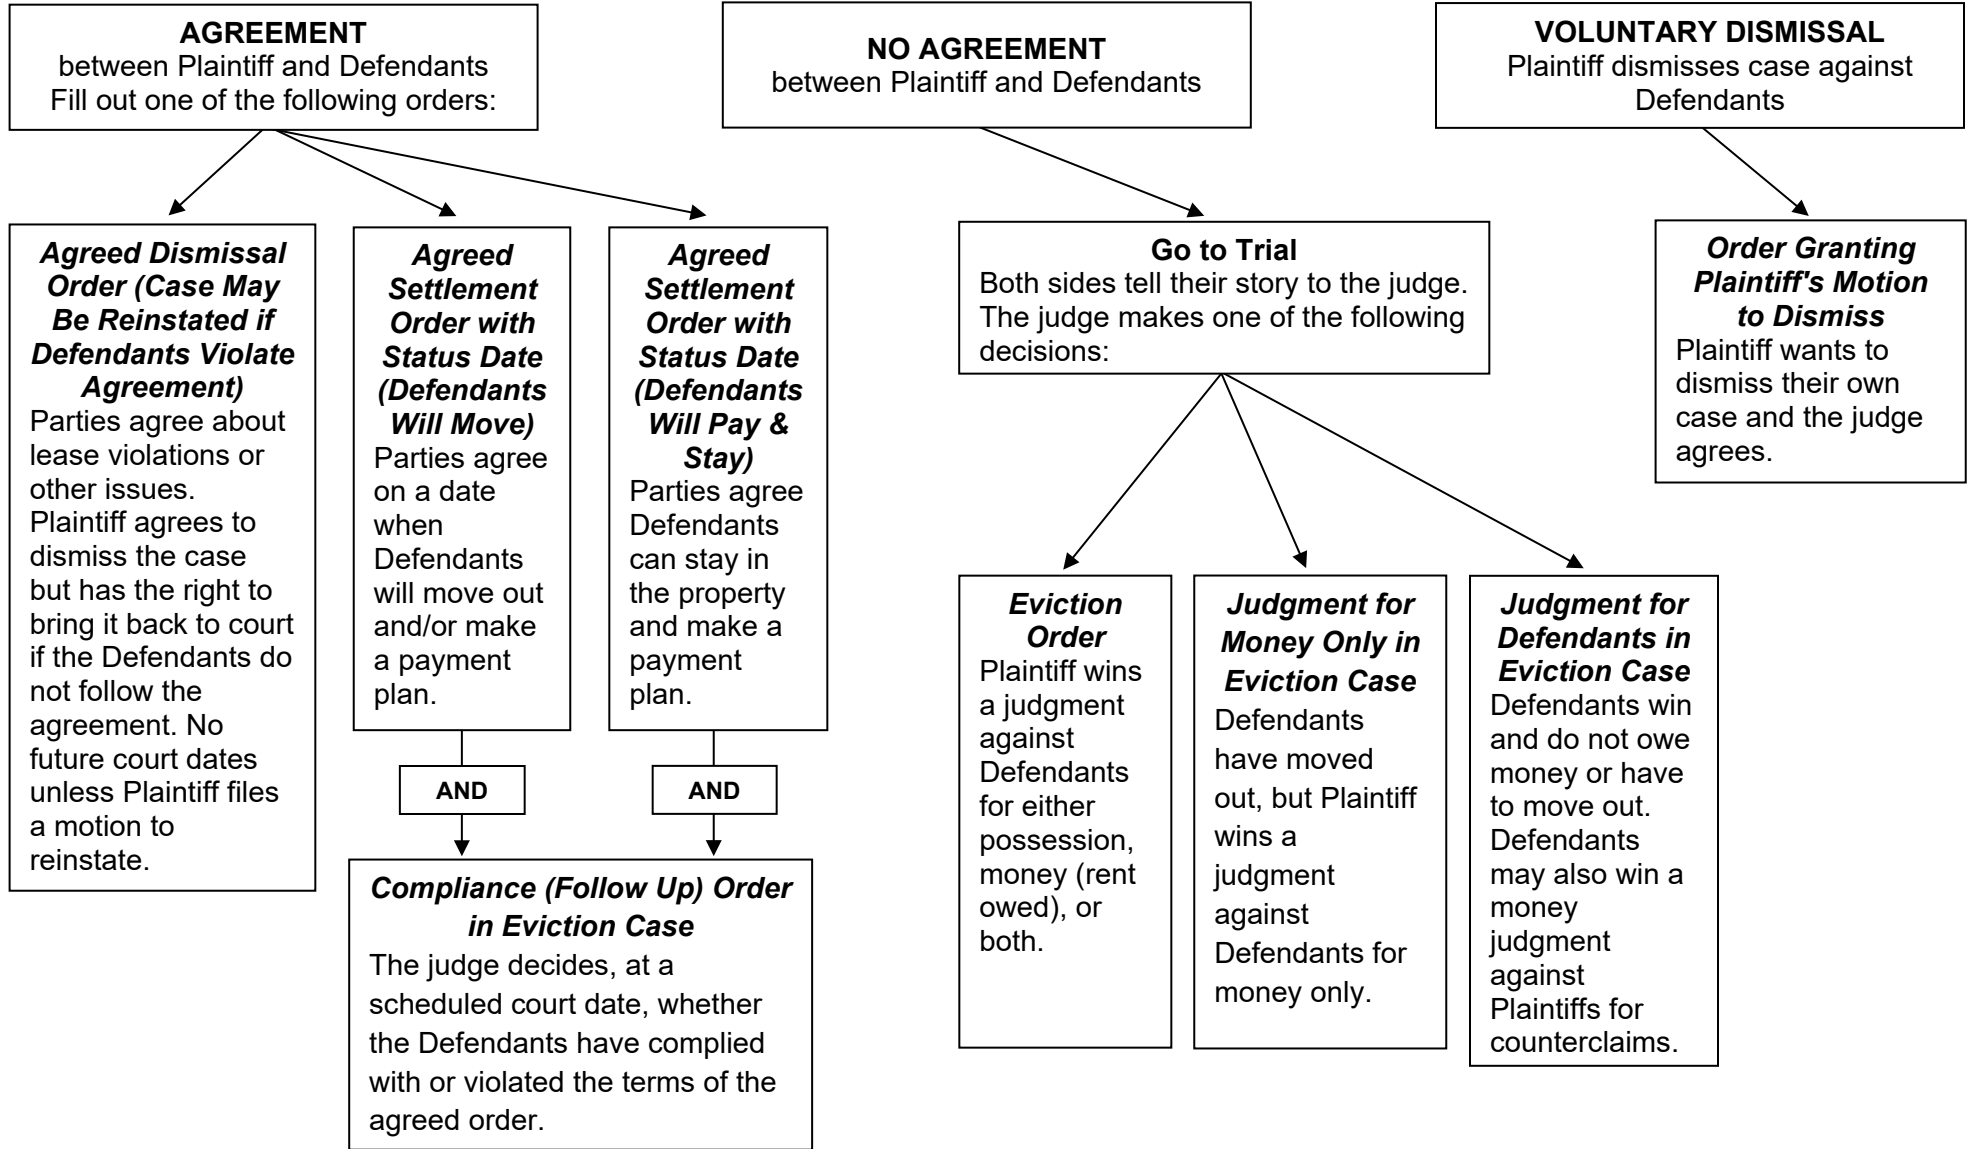 AGREEMENT
between Plaintiff and Defendants
Fill out one of the following orders:
NO AGREEMENT
between Plaintiff and Defendants
VOLUNTARY DISMISSAL
Plaintiff dismisses case against
Defendants
Agreed Dismissal
Order (Case May
Be Reinstated if
Defendants Violate
Agreement)
Parties agree about
lease violations or
other issues.
Plaintiff agrees to
dismiss the case
but has the right to
bring it back to court
if the Defendants do
not follow the
agreement. No
future court dates
unless Plaintiff files
a motion to
reinstate.
Agreed
Settlement
Order with
Status Date
(Defendants
Will Move)
Parties agree
on a date
when
Defendants
will move out
and/or make
a payment
plan.
Agreed
Settlement
Order with
Status Date
(Defendants
Will Pay &
Stay)
Parties agree
Defendants
can stay in
the property
and make a
payment
plan.
AND
AND
Compliance (Follow Up) Order
in Eviction Case
The judge decides, at a
scheduled court date, whether
the Defendants have complied
with or violated the terms of the
agreed order.
Go to Trial
Both sides tell their story to the judge.
The judge makes one of the following
decisions:
Eviction
Order
Plaintiff wins
a judgment
against
Defendants
for either
possession,
money (rent
owed), or
both.
Judgment for
Money Only in
Eviction Case
Defendants
have moved
out, but Plaintiff
wins a
judgment
against
Defendants for
money only.
Judgment for
Defendants in
Eviction Case
Defendants win
and do not owe
money or have
to move out.
Defendants
may also win a
money
judgment
against
Plaintiffs for
counterclaims.
Order Granting
Plaintiff's Motion
to Dismiss
Plaintiff wants to
dismiss their own
case and the judge
agrees.